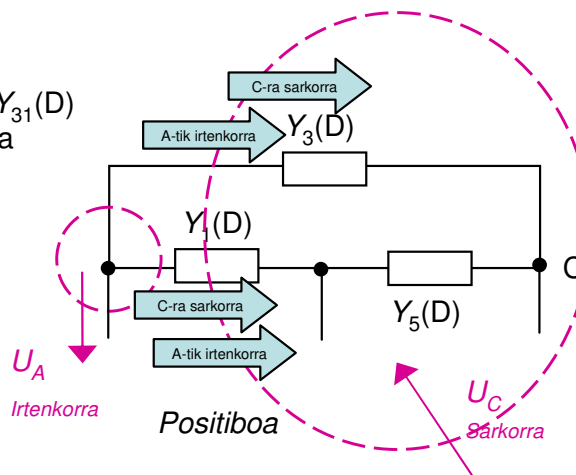 C-ra sarkorra
Y31(D)
a
A-tik irtenkorra
Y3(D)
Y1(D)
C
C-ra sarkorra
Y5(D)
A-tik irtenkorra
UA
Irtenkorra
UC
Sarkorra
Positiboa